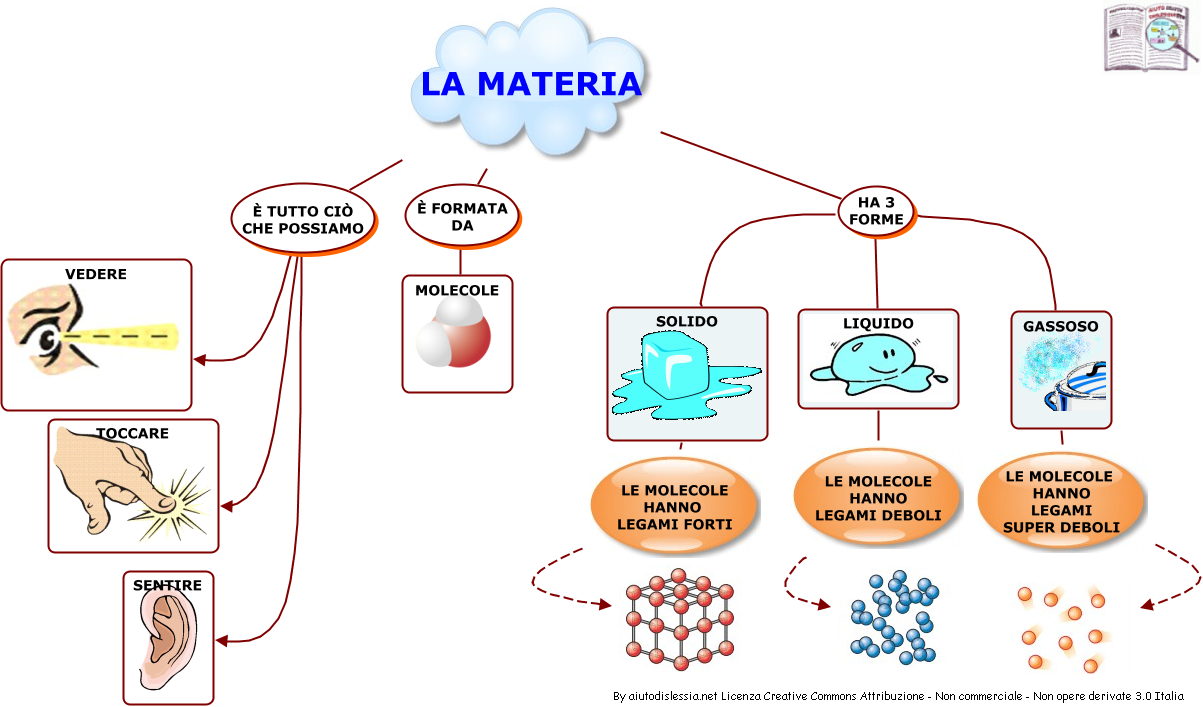 LA MATERIA
È TUTTO CIÒ
CHE POSSIAMO
È FORMATA
DA
HA 3
FORME
VEDERE
TOCCARE
SENTIRE
MOLECOLE
SOLIDO
LIQUIDO
GASSOSO
LE MOLECOLE
HANNO
LEGAMI FORTI
LE MOLECOLE
HANNO
LEGAMI DEBOLI
LE MOLECOLE
HANNO
LEGAMI
SUPER DEBOLI
By aiutodislessia.net Licenza Creative Commons Attribuzione - Non commerciale - Non opere derivate 3.0 Italia